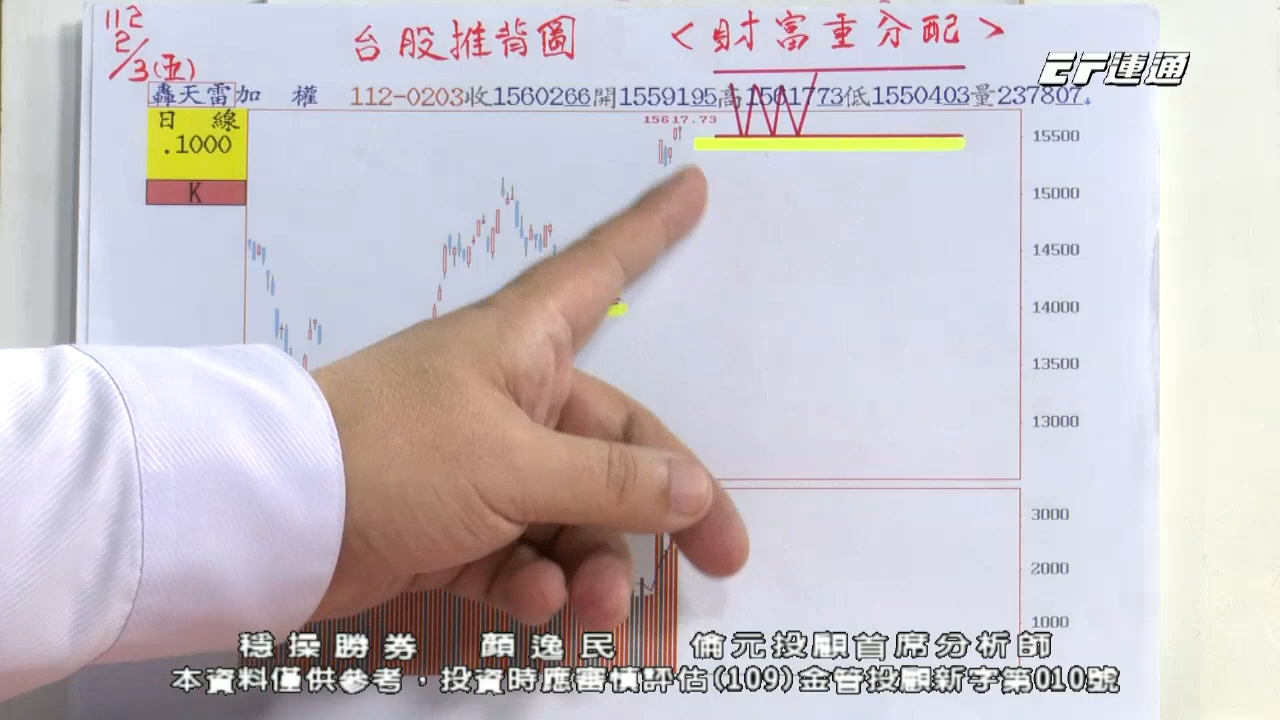 112
2/3(五)
台股推背圖 <財富重分配>
EF運通
轟天雷加 權 112-0203收1560266開1559195高1561773低1550403量237807.
日 線
.1000
K
15617.73
15500
15000
14500
14000
13500
13000
3000
2000
1000
穩操勝券 顏逸民 倫元投顧首席分析師
本資料僅供參考，投資時應審慎評估(109)金管投顧新字第010號